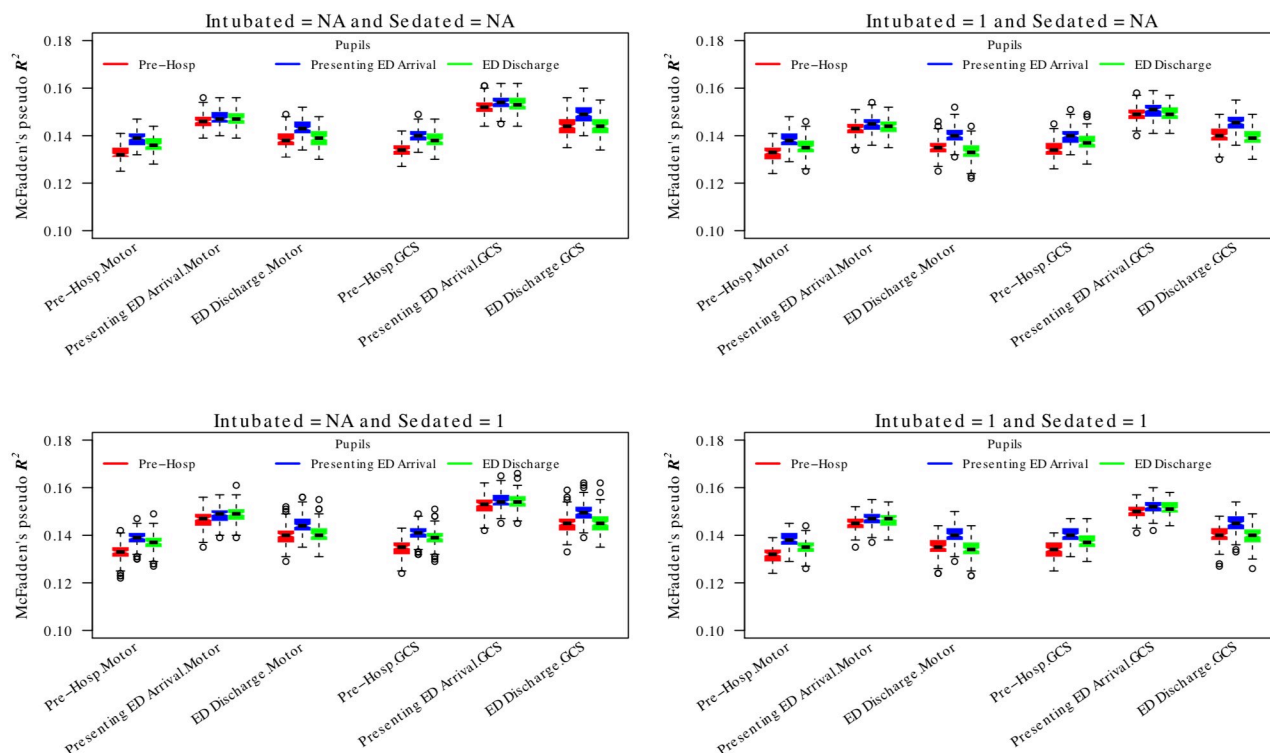 Intubated = NA and Sedated = NA
McFadden's pseudo R²
0.18
0.16
0.14
0.12
0.10
Pupils
Pre−Hosp Presenting ED Arrival ED Discharge
Pre−Hosp.Motor
Presenting ED Arrival.Motor
ED Discharge.Motor
Pre−Hosp.GCS
Presenting ED Arrival.GCS
ED Discharge.GCS
Intubated = 1 and Sedated = NA
McFadden's pseudo R²
0.18
0.16
0.14
0.12
0.10
Pupils
Pre−Hosp Presenting ED Arrival ED Discharge
Pre−Hosp.Motor
Presenting ED Arrival.Motor
ED Discharge.Motor
Pre−Hosp.GCS
Presenting ED Arrival.GCS
ED Discharge.GCS
Intubated = NA and Sedated = 1
McFadden's pseudo R²
0.18
0.16
0.14
0.12
0.10
Pupils
Pre−Hosp Presenting ED Arrival ED Discharge
Pre−Hosp.Motor
Presenting ED Arrival.Motor
ED Discharge.Motor
Pre−Hosp.GCS
Presenting ED Arrival.GCS
ED Discharge.GCS
Intubated = 1 and Sedated = 1
McFadden's pseudo R²
0.18
0.16
0.14
0.12
0.10
Pupils
Pre−Hosp Presenting ED Arrival ED Discharge
Pre−Hosp.Motor
Presenting ED Arrival.Motor
ED Discharge.Motor
Pre−Hosp.GCS
Presenting ED Arrival.GCS
ED Discharge.GCS